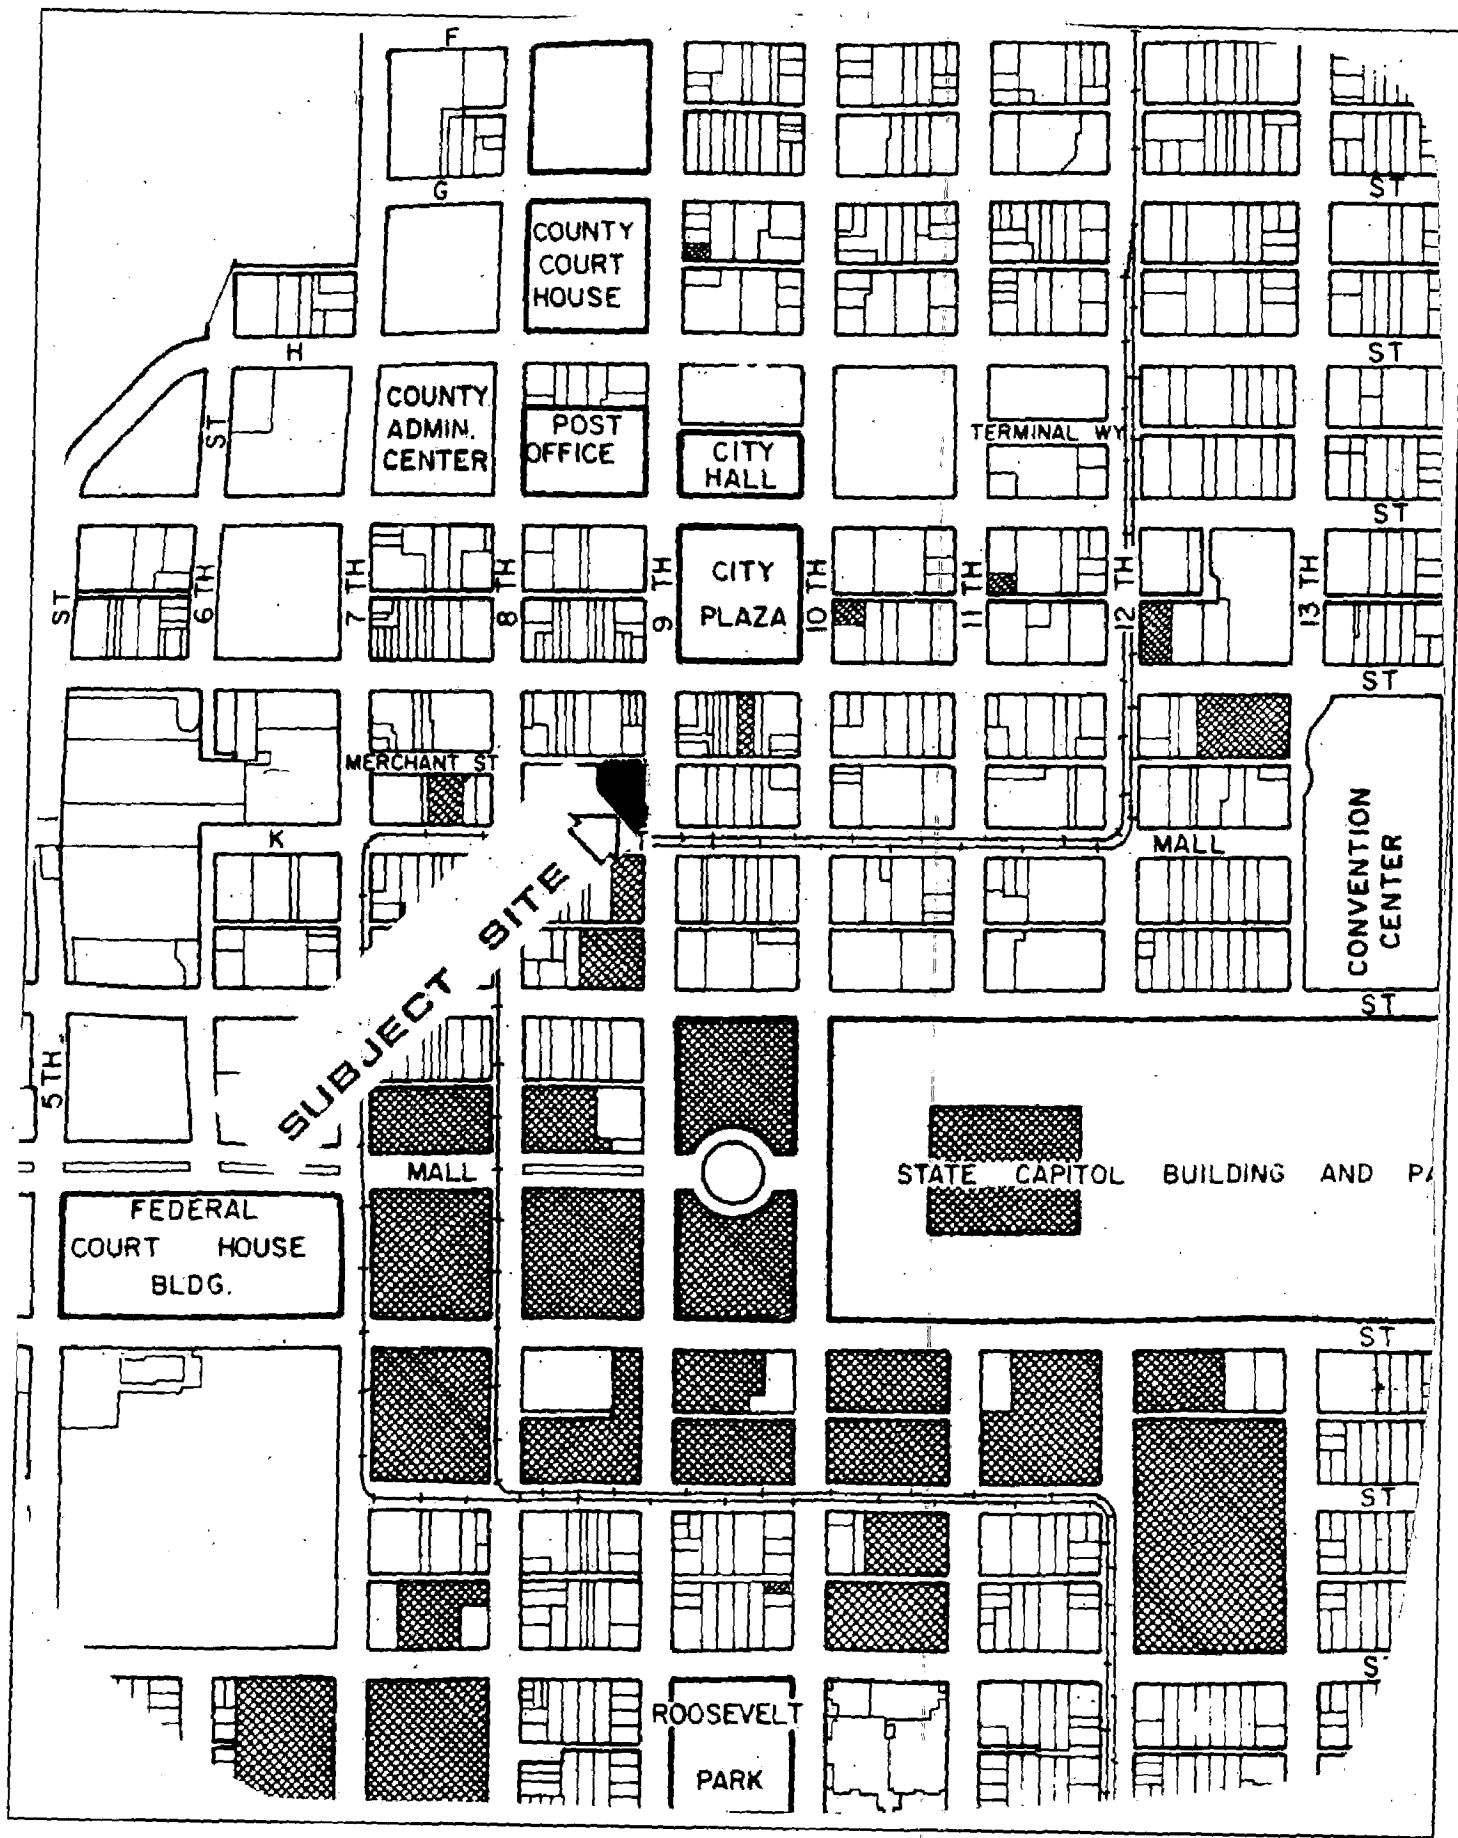 F
G
ST
COUNTY
COURT
HOUSE
H
ST
COUNTY
ADMIN.
CENTER
POST
OFFICE
CITY
HALL
TERMINAL WY
ST
ST
ST
6 TH
7 TH
8 TH
9 TH
CITY
PLAZA
10 TH
11 TH
12 TH
13 TH
ST
MERCHANT ST
K
MALL
CONVENTION
CENTER
SUBJECT SITE
ST
5 TH
MALL
STATE CAPITOL BUILDING AND
FEDERAL
COURT HOUSE
BLDG.
ST
ST
ROOSEVELT
PARK